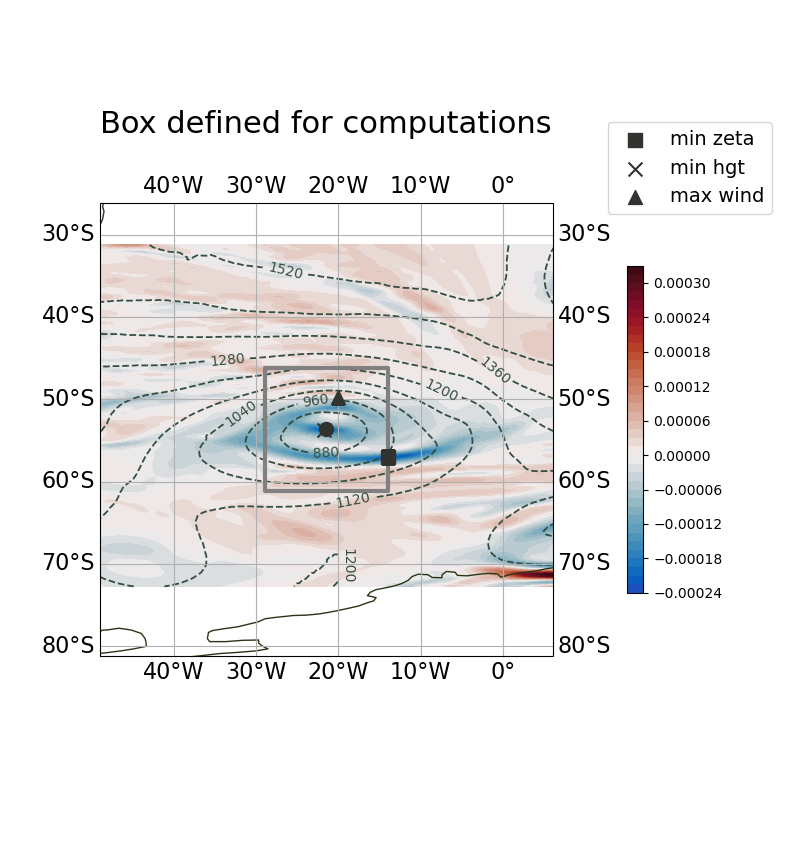 Box defined for computations
min zeta
min hgt
max wind
40°W 30°W 20°W 10°W 0°
30°S 30°S
40°S 40°S
50°S 50°S
60°S 60°S
70°S 70°S
80°S 80°S
40°W 30°W 20°W 10°W 0°
1520
1280
1360
1200
960
1040
880
1120
1200
0.00030
0.00024
0.00018
0.00012
0.00006
0.00000
−0.00006
−0.00012
−0.00018
−0.00024